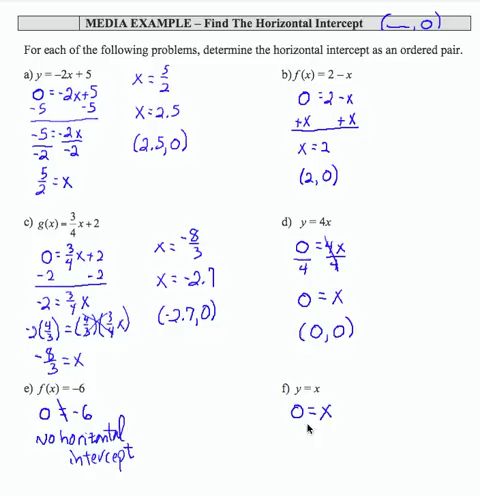 MEDIA EXAMPLE – Find The Horizontal Intercept (__, 0)
For each of the following problems, determine the horizontal intercept as an ordered pair.
a) y = –2x + 5
0 = -2x+5
-5 -5
-5 = -2x
-2 -2
5/2 = x
x = 5/2
x = 2.5
(2.5, 0)
b) f(x) = 2 – x
0 = 2-x
+x +x
x = 2
(2, 0)
c) g(x) = 3/4 x + 2
0 = 3/4 x + 2
-2 -2
-2 = 3/4 x
-2(4/3) = (4/3)(3/4 x)
-8/3 = x
x = -8/3
x = -2.7
(-2.7, 0)
d) y = 4x
0 = 4x
4 4
0 = x
(0, 0)
e) f(x) = –6
0 ≠ -6
No horizontal
intercept
f) y = x
0 = x